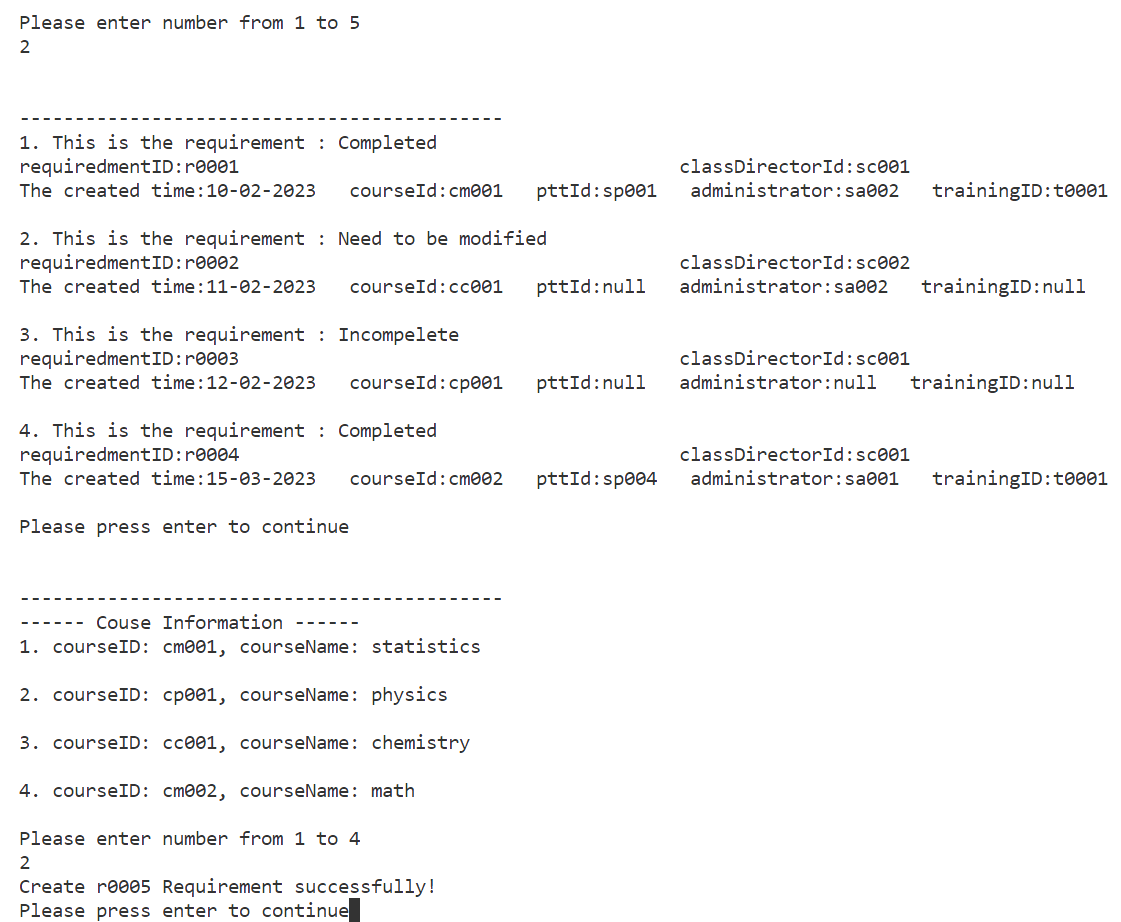 Please enter number from 1 to 5
2
--------------------------------------------
1. This is the requirement : Completed
requiredmentID:r0001 classDirectorId:sc001
The created time:10-02-2023 courseId:cm001 pttId:sp001 administrator:sa002 trainingID:t0001
2. This is the requirement : Need to be modified
requiredmentID:r0002 classDirectorId:sc002
The created time:11-02-2023 courseId:cc001 pttId:null administrator:sa002 trainingID:null
3. This is the requirement : Incompelete
requiredmentID:r0003 classDirectorId:sc001
The created time:12-02-2023 courseId:cp001 pttId:null administrator:null trainingID:null
4. This is the requirement : Completed
requiredmentID:r0004 classDirectorId:sc001
The created time:15-03-2023 courseId:cm002 pttId:sp004 administrator:sa001 trainingID:t0001
Please press enter to continue
--------------------------------------------
------ Couse Information ------
1. courseID: cm001, courseName: statistics
2. courseID: cp001, courseName: physics
3. courseID: cc001, courseName: chemistry
4. courseID: cm002, courseName: math
Please enter number from 1 to 4
2
Create r0005 Requirement successfully!
Please press enter to continue